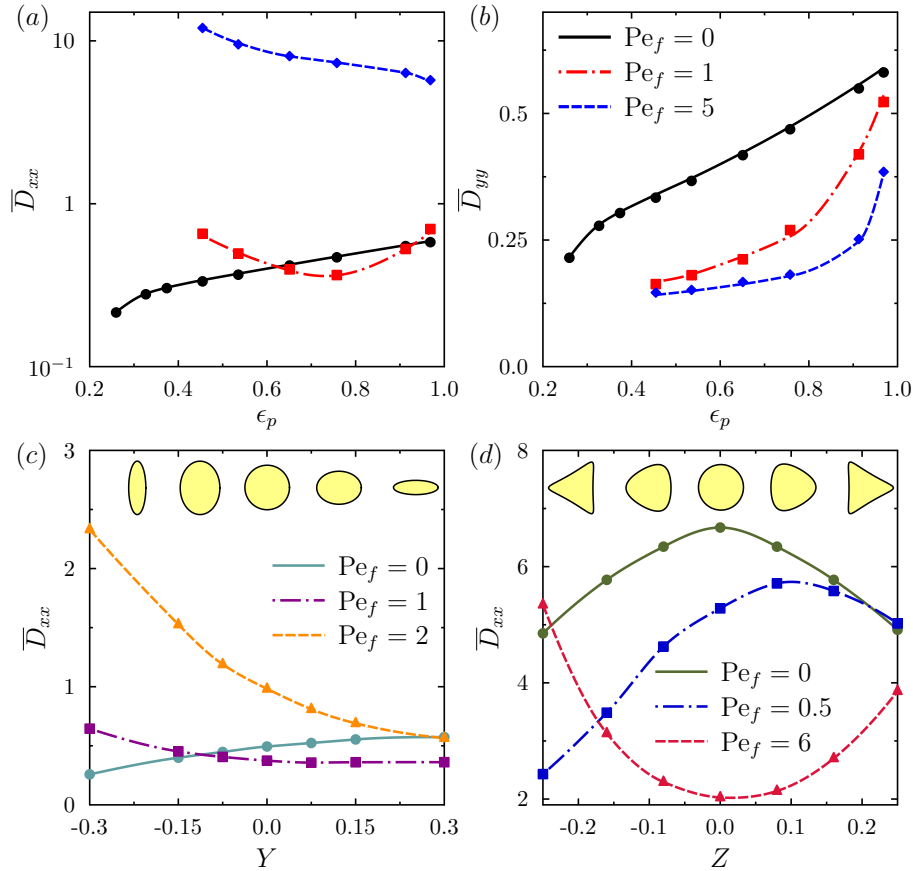 (a)
10
1
10⁻¹
D̅xx
0.2 0.4 0.6 0.8 1.0
ϵp
(b)
Pef = 0
Pef = 1
Pef = 5
0.5
0.25
0.0
D̅yy
0.2 0.4 0.6 0.8 1.0
ϵp
(c)
3
2
1
0
D̅xx
Pef = 0
Pef = 1
Pef = 2
-0.3 -0.15 0.0 0.15 0.3
Y
(d)
8
6
4
2
D̅xx
Pef = 0
Pef = 0.5
Pef = 6
-0.2 -0.1 0.0 0.1 0.2
Z